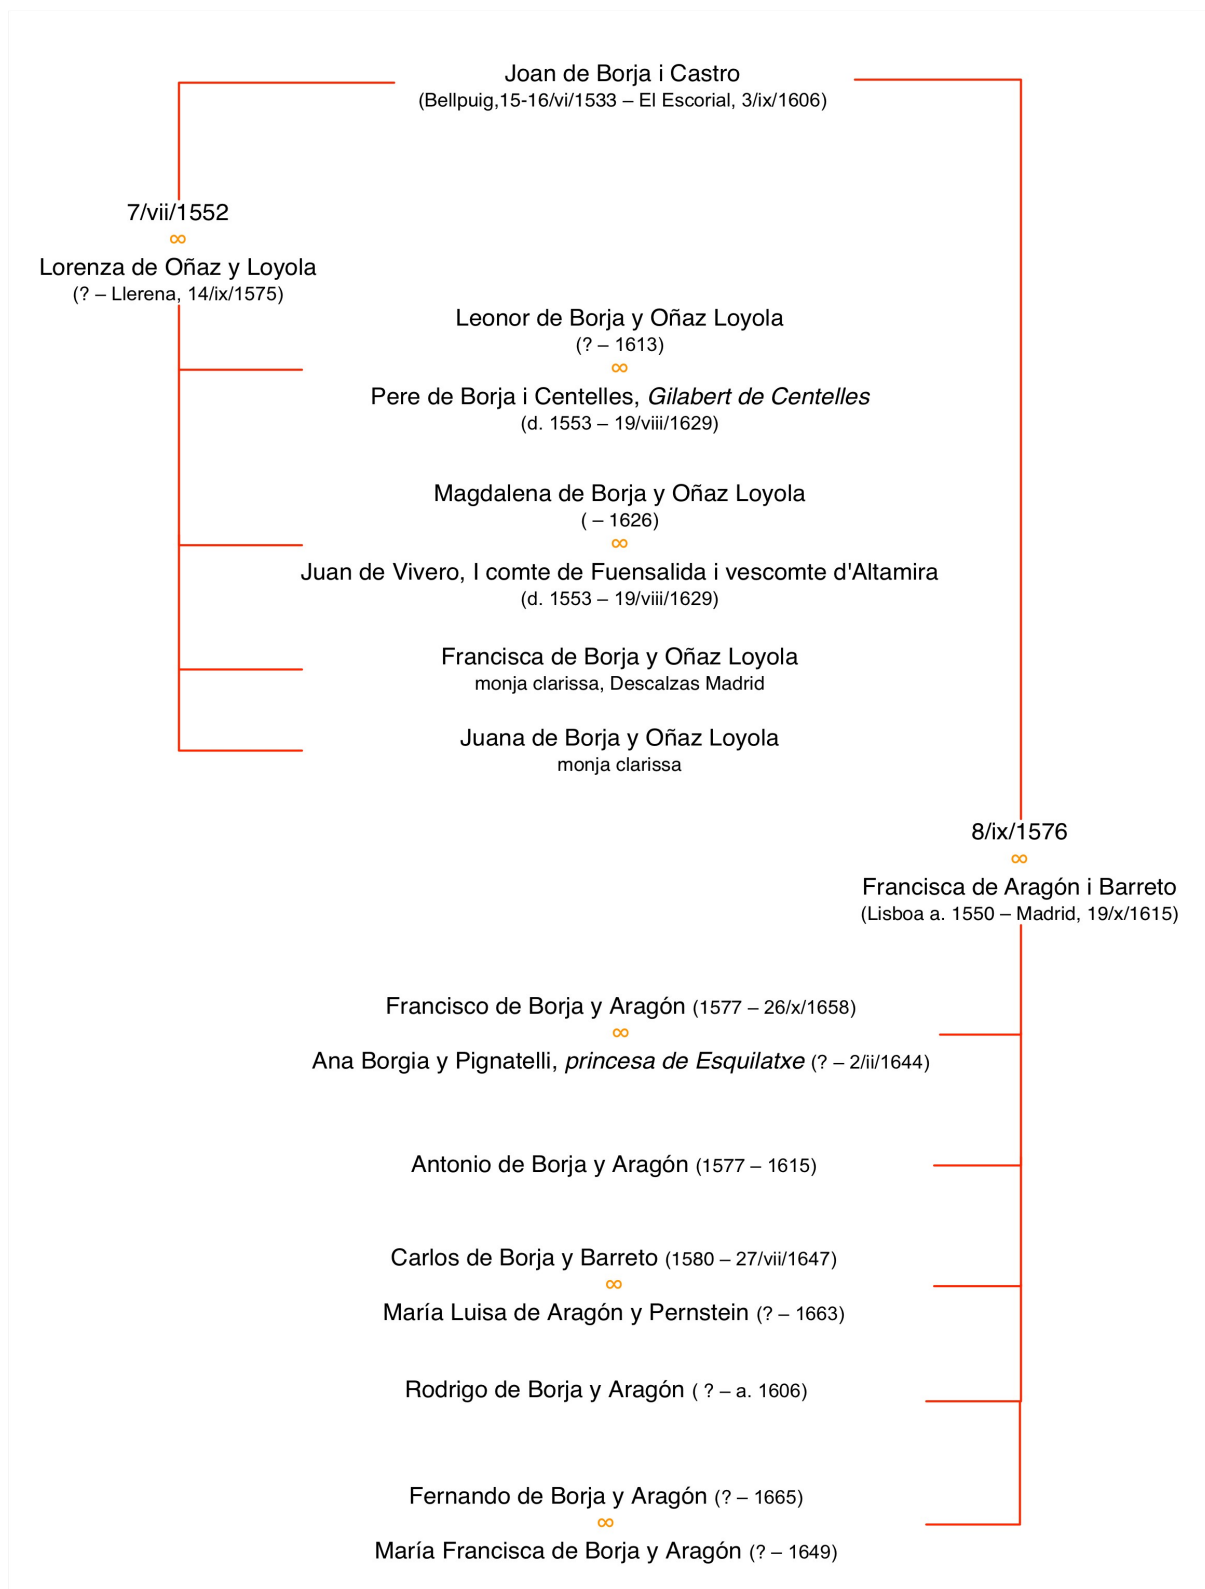 Joan de Borja i Castro
(Bellpuig,15-16/vi/1533 – El Escorial, 3/ix/1606)
7/vii/1552
∞
Lorenza de Oñaz y Loyola
(? – Llerena, 14/ix/1575)
Leonor de Borja y Oñaz Loyola
(? – 1613)
∞
Pere de Borja i Centelles, Gilabert de Centelles
(d. 1553 – 19/viii/1629)
Magdalena de Borja y Oñaz Loyola
( – 1626)
∞
Juan de Vivero, I comte de Fuensalida i vescomte d'Altamira
(d. 1553 – 19/viii/1629)
Francisca de Borja y Oñaz Loyola
monja clarissa, Descalzas Madrid
Juana de Borja y Oñaz Loyola
monja clarissa
8/ix/1576
∞
Francisca de Aragón i Barreto
(Lisboa a. 1550 – Madrid, 19/x/1615)
Francisco de Borja y Aragón (1577 – 26/x/1658)
∞
Ana Borgia y Pignatelli, princesa de Esquilatxe (? – 2/ii/1644)
Antonio de Borja y Aragón (1577 – 1615)
Carlos de Borja y Barreto (1580 – 27/vii/1647)
∞
María Luisa de Aragón y Pernstein (? – 1663)
Rodrigo de Borja y Aragón ( ? – a. 1606)
Fernando de Borja y Aragón (? – 1665)
∞
María Francisca de Borja y Aragón (? – 1649)